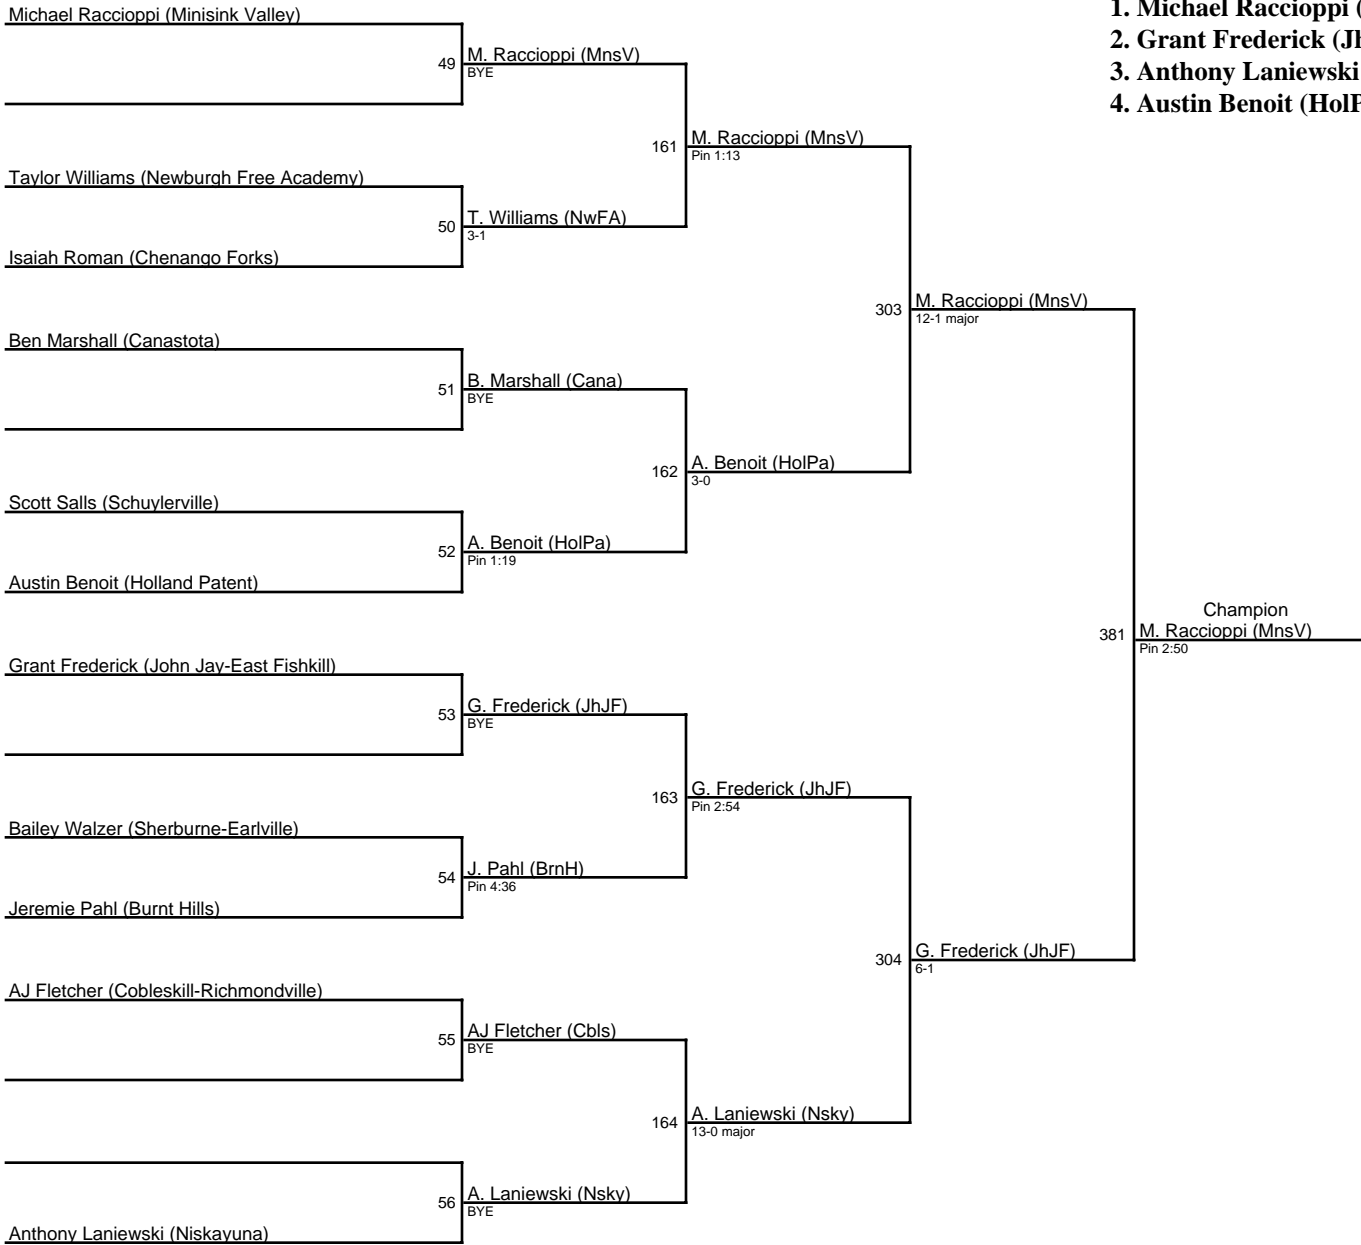 Michael Raccioppi (Minisink Valley)
1. Michael Raccioppi (
2. Grant Frederick (J
3. Anthony Laniewski
4. Austin Benoit (HolP
49 M. Raccioppi (MnsV)
BYE
161 M. Raccioppi (MnsV)
Pin 1:13
Taylor Williams (Newburgh Free Academy)
50 T. Williams (NwFA)
3-1
Isaiah Roman (Chenango Forks)
303 M. Raccioppi (MnsV)
12-1 major
Ben Marshall (Canastota)
51 B. Marshall (Cana)
BYE
162 A. Benoit (HolPa)
3-0
Scott Salls (Schuylerville)
52 A. Benoit (HolPa)
Pin 1:19
Austin Benoit (Holland Patent)
Champion
381 M. Raccioppi (MnsV)
Pin 2:50
Grant Frederick (John Jay-East Fishkill)
53 G. Frederick (JhJF)
BYE
163 G. Frederick (JhJF)
Pin 2:54
Bailey Walzer (Sherburne-Earlville)
54 J. Pahl (BrnH)
Pin 4:36
Jeremie Pahl (Burnt Hills)
304 G. Frederick (JhJF)
6-1
AJ Fletcher (Cobleskill-Richmondville)
55 AJ Fletcher (Cbls)
BYE
164 A. Laniewski (Nsky)
13-0 major
56 A. Laniewski (Nsky)
BYE
Anthony Laniewski (Niskayuna)